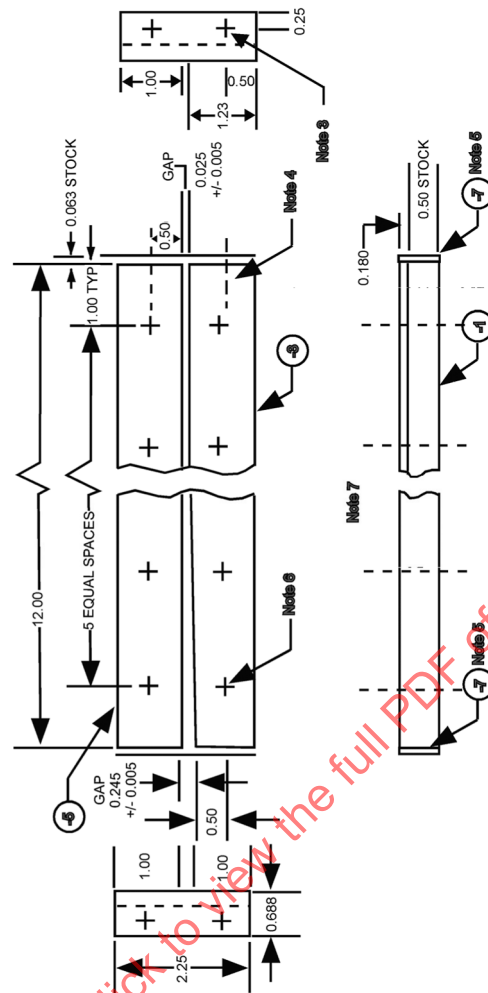 0.25
0.063 STOCK
1.00
0.50
1.23
Note 3
GAP
0.025
+/- 0.005
0.50
Note 4
1.00 TYP
12.00
5 EQUAL SPACES
-3
-5
Note 6
GAP
0.245
+/- 0.005
0.50
1.00
1.00
2.25
0.688
0.180
0.50 STOCK
-7
Note 5
-1
Note 7
-7
Note 5
lick to view the full PDF of